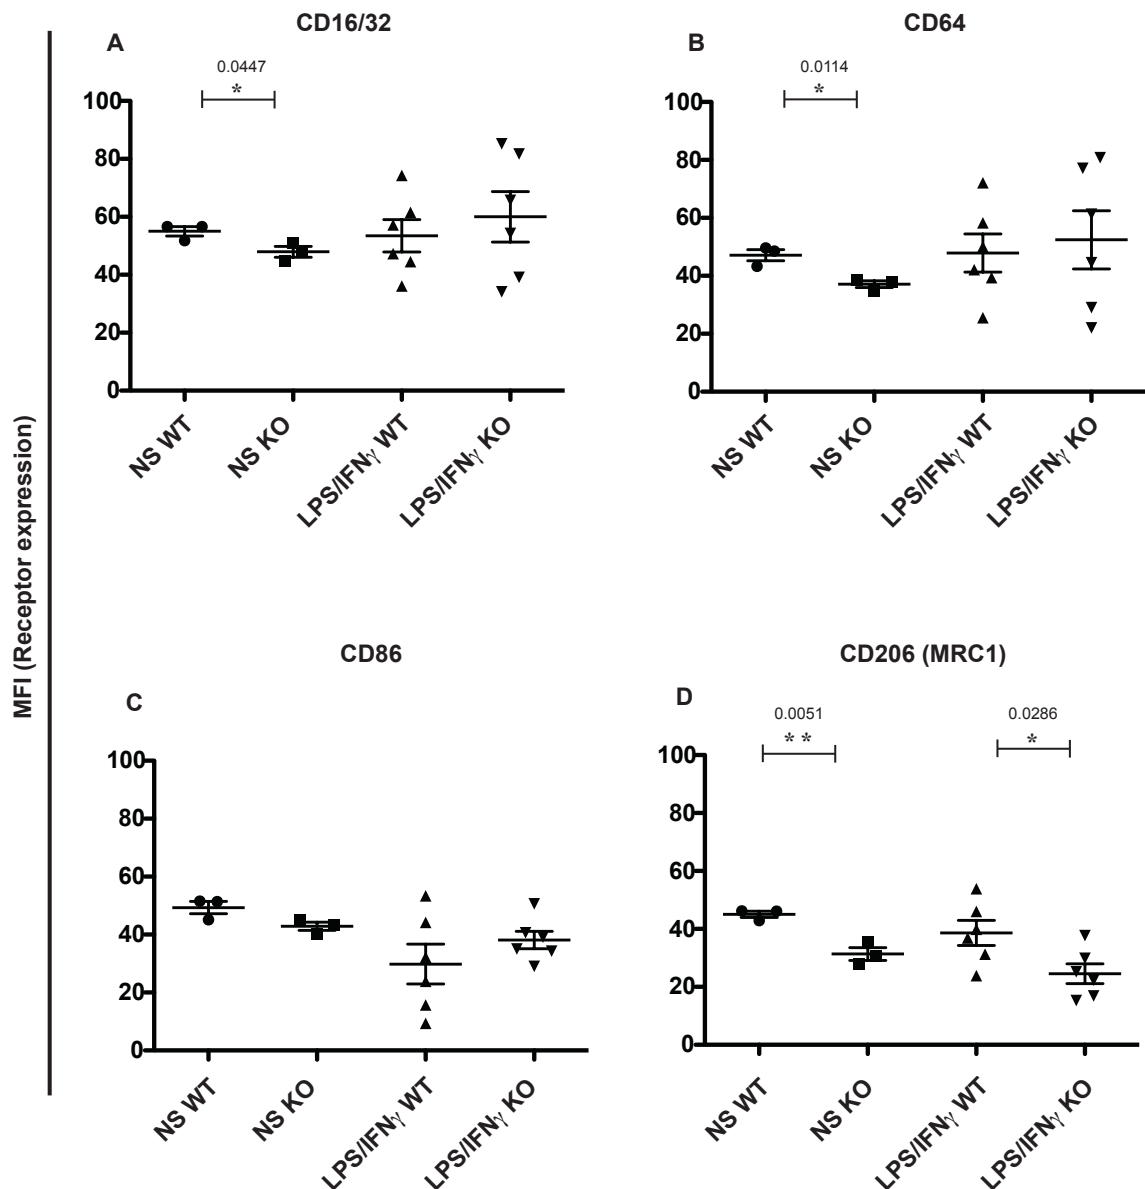 MFI (Receptor expression)
CD16/32
A
0.0447
*
100
80
60
40
20
0
NS WT
NS KO
LPS/IFNγ WT
LPS/IFNγ KO
CD64
B
0.0114
*
100
80
60
40
20
0
NS WT
NS KO
LPS/IFNγ WT
LPS/IFNγ KO
CD86
C
100
80
60
40
20
0
NS WT
NS KO
LPS/IFNγ WT
LPS/IFNγ KO
CD206 (MRC1)
D
0.0051
* *
0.0286
*
100
80
60
40
20
0
NS WT
NS KO
LPS/IFNγ WT
LPS/IFNγ KO